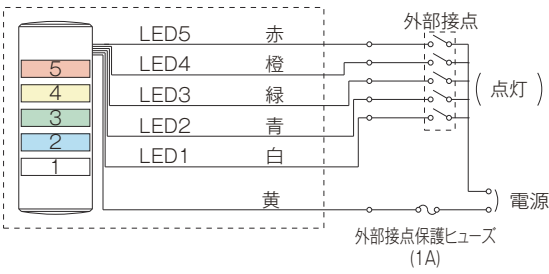 外部接点
LED5 赤
LED4 橙
LED3 緑
LED2 青
LED1 白
黄
5
4
3
2
1
(点灯)
電源
外部接点保護ヒューズ
(1A)